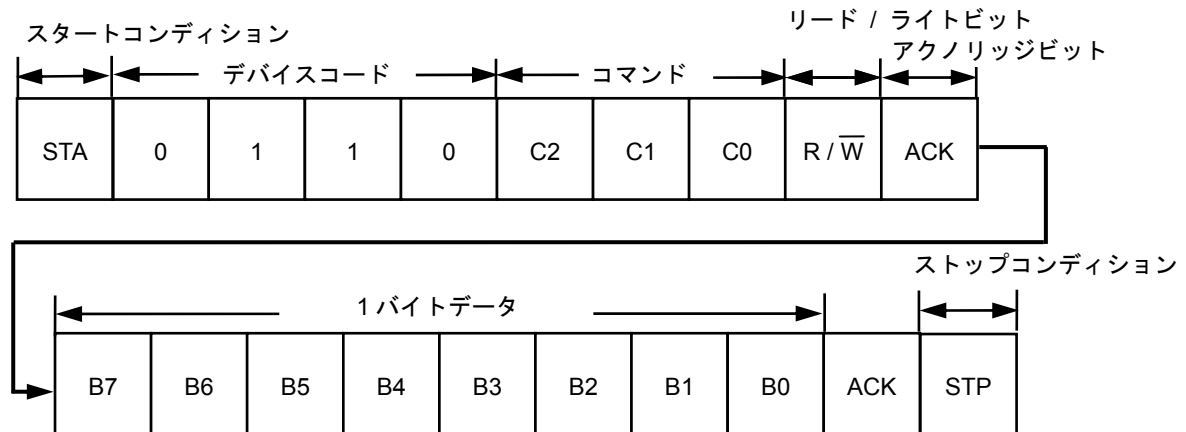 リード / ライトビット
スタートコンディション
アクノリッジビット
デバイスコード
コマンド
STA 0 1 1 0 C2 C1 C0 R / W̅ ACK
ストップコンディション
1 バイトデータ
B7 B6 B5 B4 B3 B2 B1 B0 ACK STP